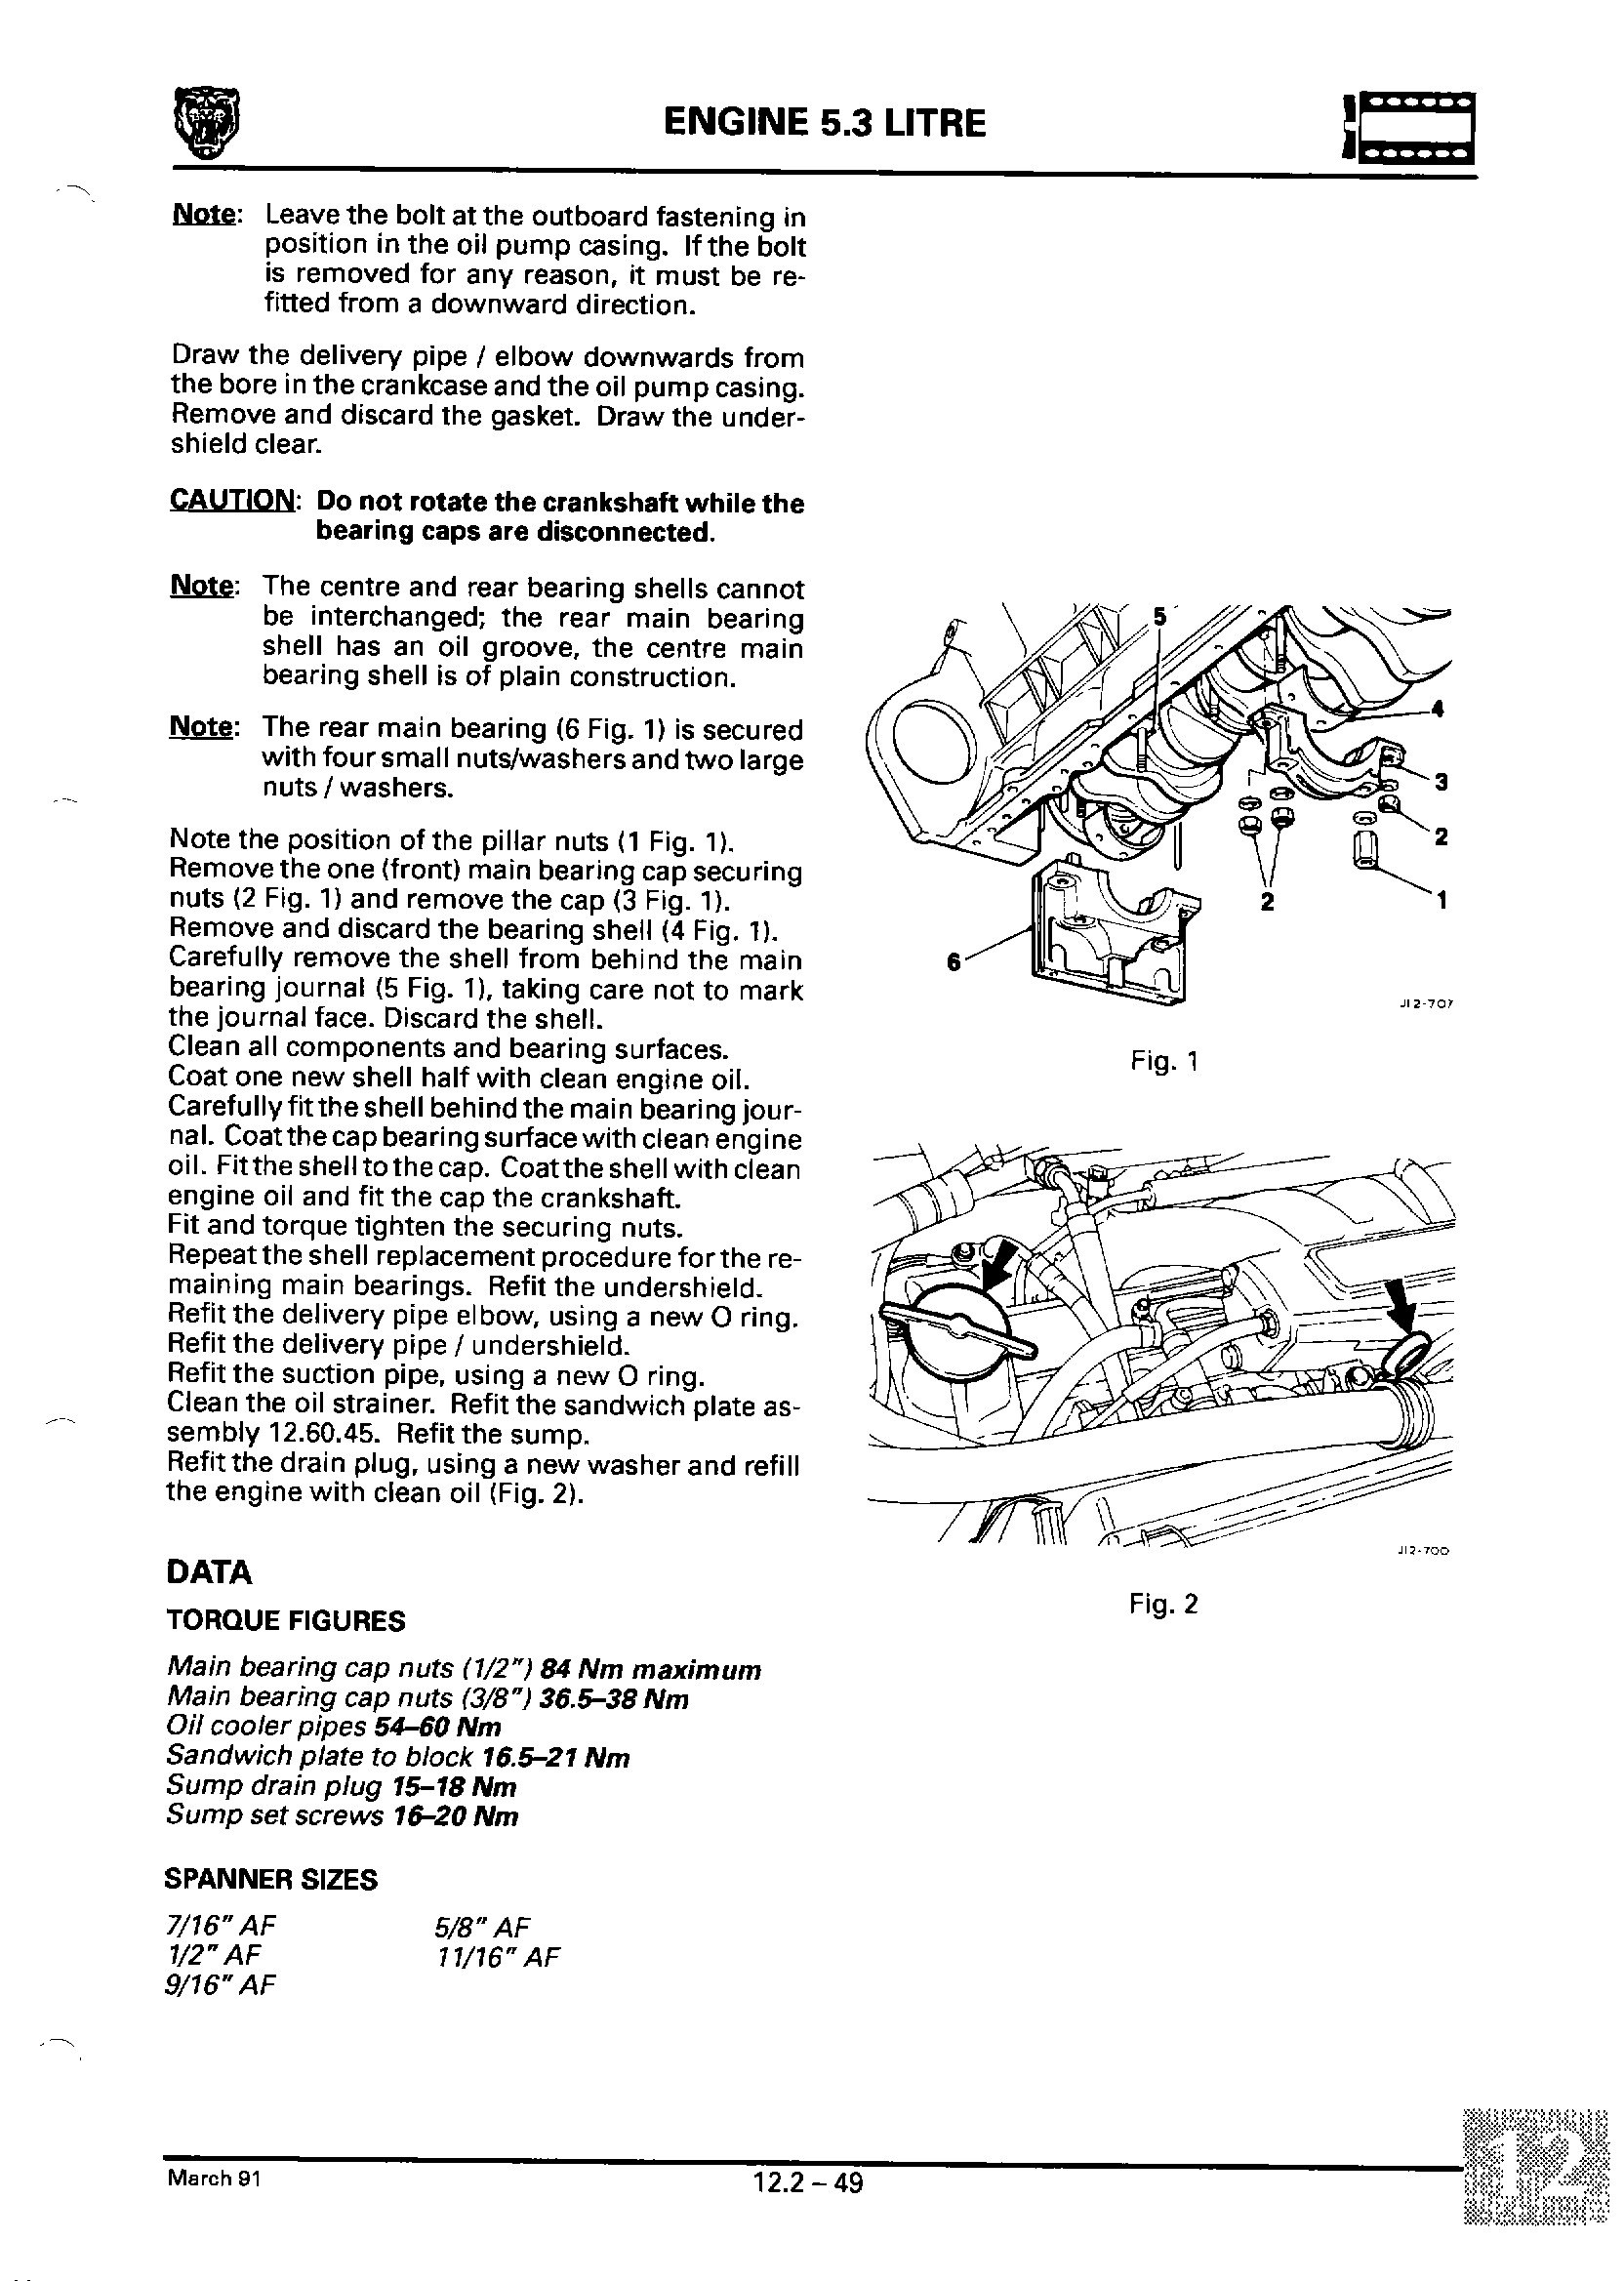 ENGINE 5.3 LITRE
Note: Leave the bolt at the outboard fastening in
position in the oil pump casing. If the bolt
is removed for any reason, it must be re-
fitted from a downward direction.
Draw the delivery pipe / elbow downwards from
the bore in the crankcase and the oil pump casing.
Remove and discard the gasket. Draw the under-
shield clear.
CAUTION: Do not rotate the crankshaft while the
bearing caps are disconnected.
Note: The centre and rear bearing shells cannot
be interchanged; the rear main bearing
shell has an oil groove, the centre main
bearing shell is of plain construction.
Note: The rear main bearing (6 Fig. 1) is secured
with four small nuts/washers and two large
nuts / washers.
Note the position of the pillar nuts (1 Fig. 1).
Remove the one (front) main bearing cap securing
nuts (2 Fig. 1) and remove the cap (3 Fig. 1).
Remove and discard the bearing shell (4 Fig. 1).
Carefully remove the shell from behind the main
bearing journal (5 Fig. 1), taking care not to mark
the journal face. Discard the shell.
Clean all components and bearing surfaces.
Coat one new shell half with clean engine oil.
Carefully fit the shell behind the main bearing jour-
nal. Coat the cap bearing surface with clean engine
oil. Fit the shell to the cap. Coat the shell with clean
engine oil and fit the cap the crankshaft.
Fit and torque tighten the securing nuts.
Repeat the shell replacement procedure for the re-
maining main bearings. Refit the undershield.
Refit the delivery pipe elbow, using a new O ring.
Refit the delivery pipe / undershield.
Refit the suction pipe, using a new O ring.
Clean the oil strainer. Refit the sandwich plate as-
sembly 12.60.45. Refit the sump.
Refit the drain plug, using a new washer and refill
the engine with clean oil (Fig. 2).
DATA
TORQUE FIGURES
Main bearing cap nuts (1/2") 84 Nm maximum
Main bearing cap nuts (3/8") 36.5–38 Nm
Oil cooler pipes 54–60 Nm
Sandwich plate to block 16.5–21 Nm
Sump drain plug 15–18 Nm
Sump set screws 16–20 Nm
SPANNER SIZES
7/16" AF 5/8" AF
1/2" AF 11/16" AF
9/16" AF
5
4
3
2
2
1
6
J12-707
Fig. 1
J12-700
Fig. 2
March 91
12.2 – 49
12